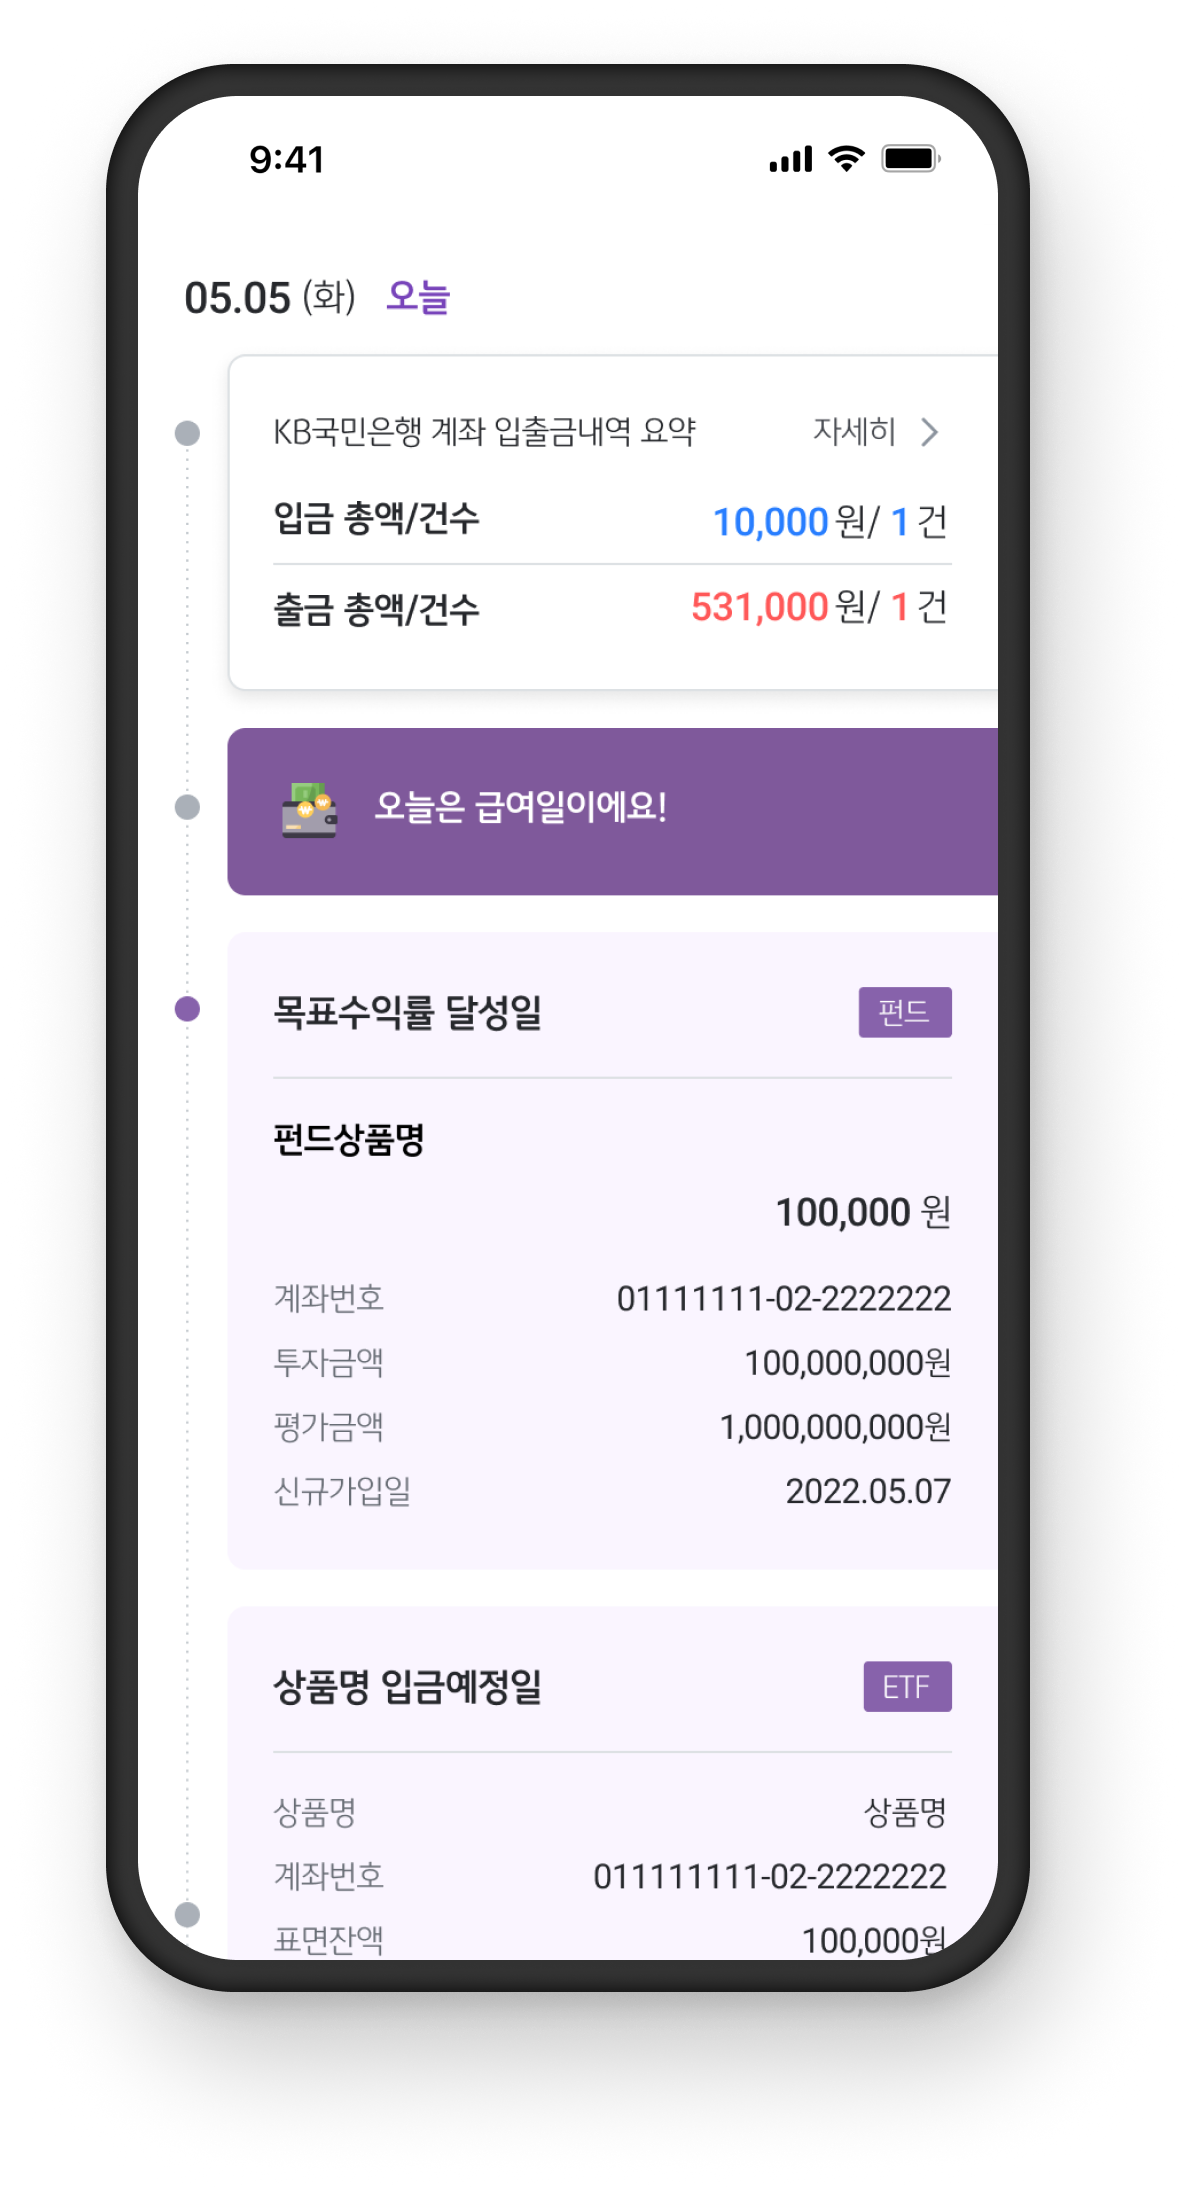 9:41
05.05 (화) 오늘
KB국민은행 계좌 입출금내역 요약 자세히
입금 총액/건수 10,000원/ 1건
출금 총액/건수 531,000원/ 1건
오늘은 급여일이에요!
목표수익률 달성일 펀드
펀드상품명
100,000 원
계좌번호 01111111-02-2222222
투자금액 100,000,000원
평가금액 1,000,000,000원
신규가입일 2022.05.07
상품명 입금예정일 ETF
상품명 상품명
계좌번호 011111111-02-2222222
표면잔액 100,000원